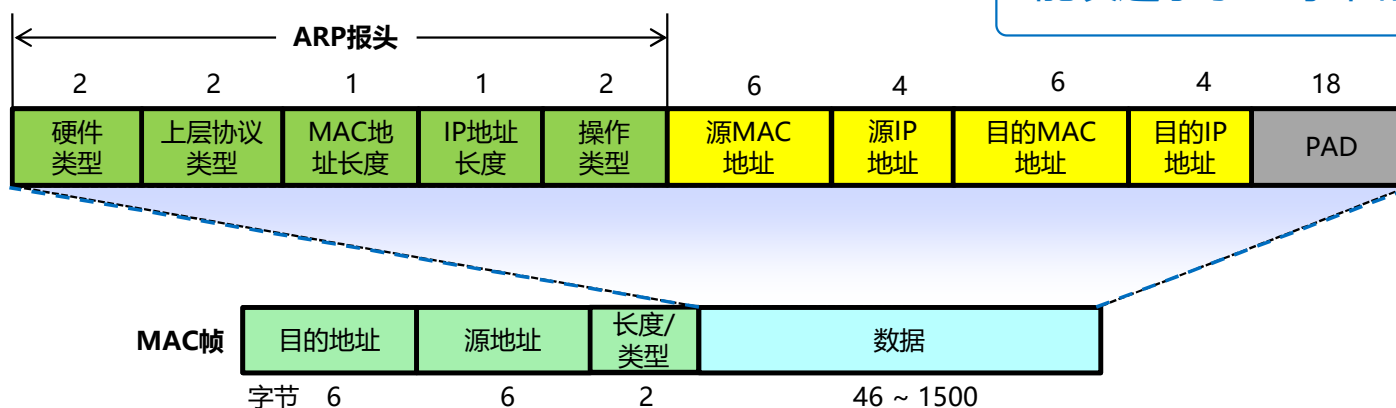 ARP报头
2 2 1 1 2 6 4 6 4 18
硬件 上层协议 MAC地 IP地址 操作 源MAC 源IP 目的MAC 目的IP PAD
类型 类型 址长度 长度 类型 地址 地址 地址 地址
MAC帧 目的地址 源地址 长度/ 数据
类型
字节 6 6 2 46 ~ 1500